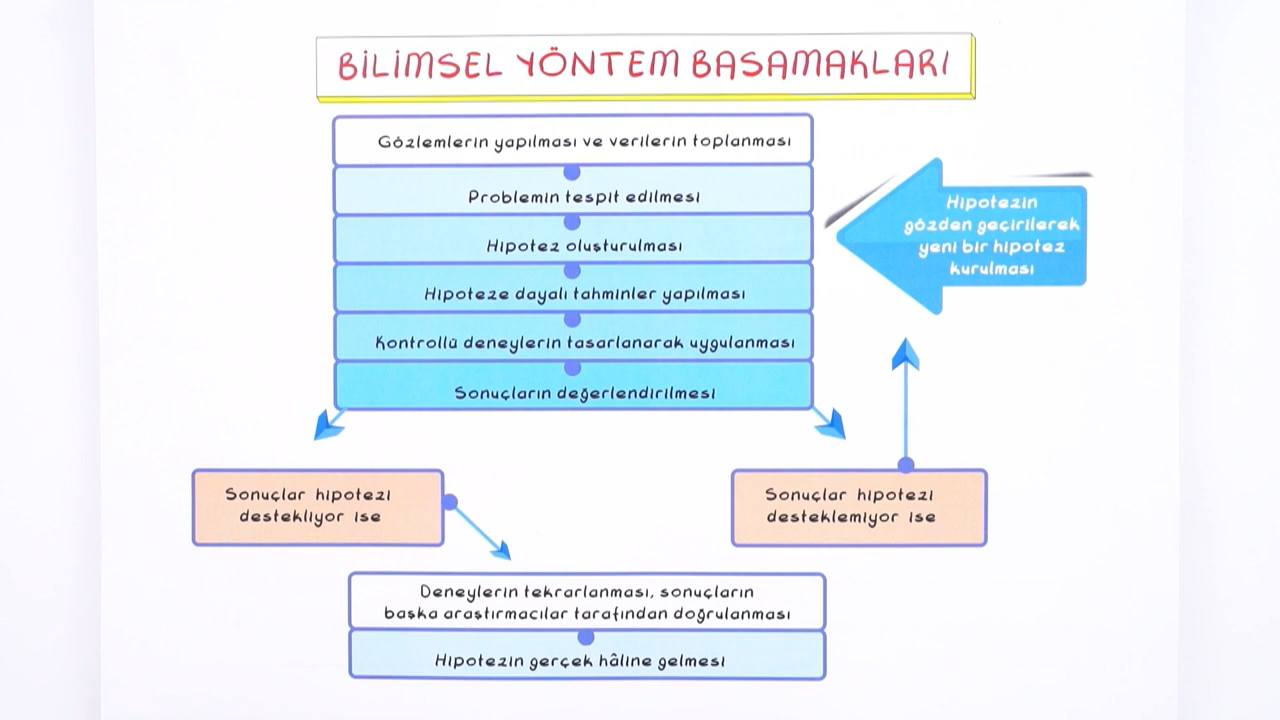 BİLİMSEL YÖNTEM BASAMAKLARI
Gözlemlerin yapılması ve verilerin toplanması
Problemin tespit edilmesi
Hipotez oluşturulması
Hipoteze dayalı tahminler yapılması
Kontrollü deneylerin tasarlanarak uygulanması
Sonuçların değerlendirilmesi
Hipotezin
gözden geçirilerek
yeni bir hipotez
kurulması
Sonuçlar hipotezi
destekliyor ise
Sonuçlar hipotezi
desteklemiyor ise
Deneylerin tekrarlanması, sonuçların
başka araştırmacılar tarafından doğrulanması
Hipotezin gerçek hâline gelmesi